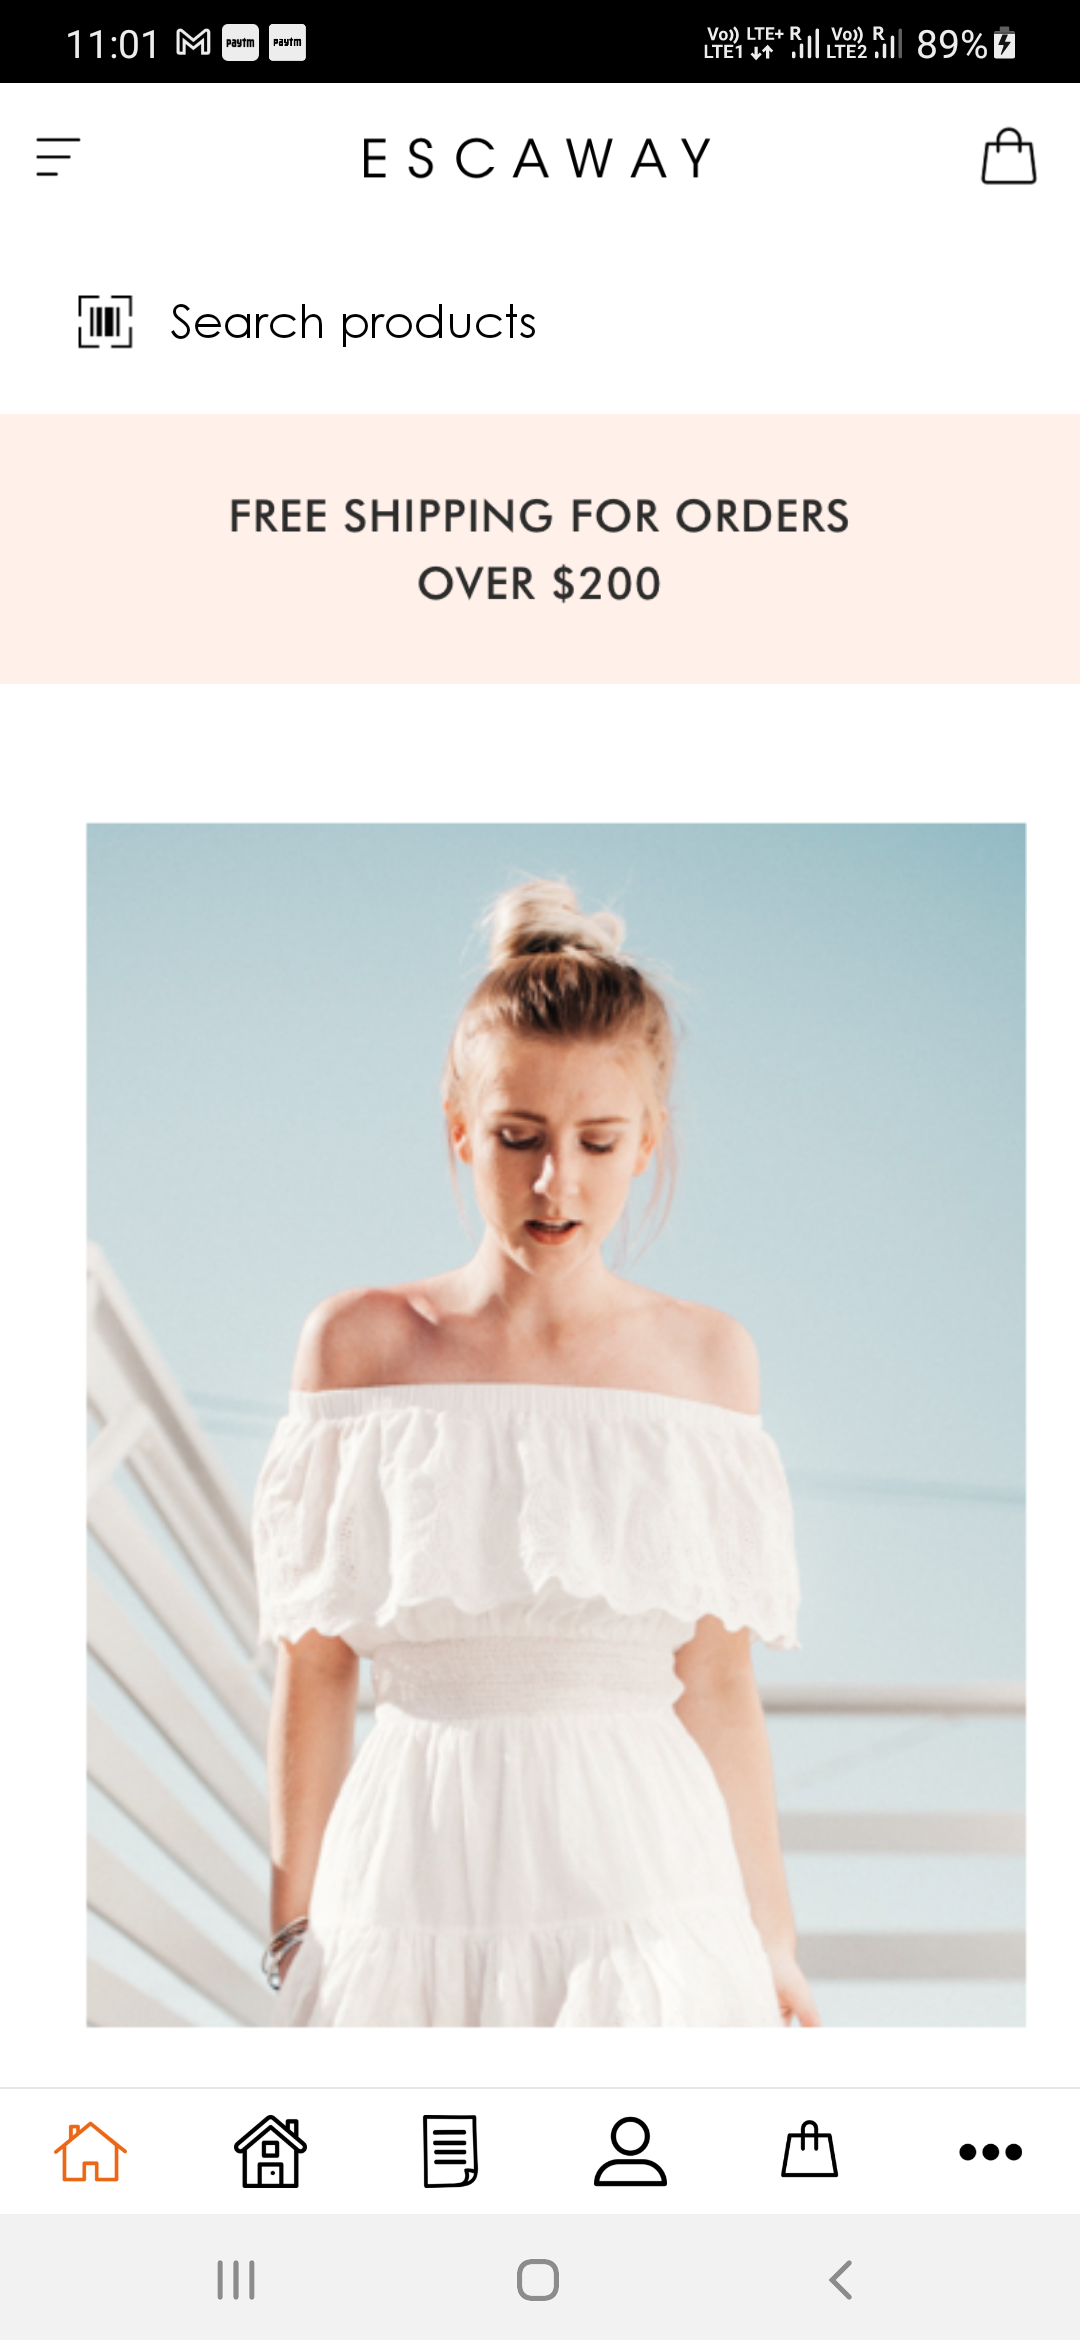 11:01 paytm paytm Vo)) LTE1 LTE+ R Vo)) LTE2 R 89%
ESCAWAY
Search products
FREE SHIPPING FOR ORDERS
OVER $200